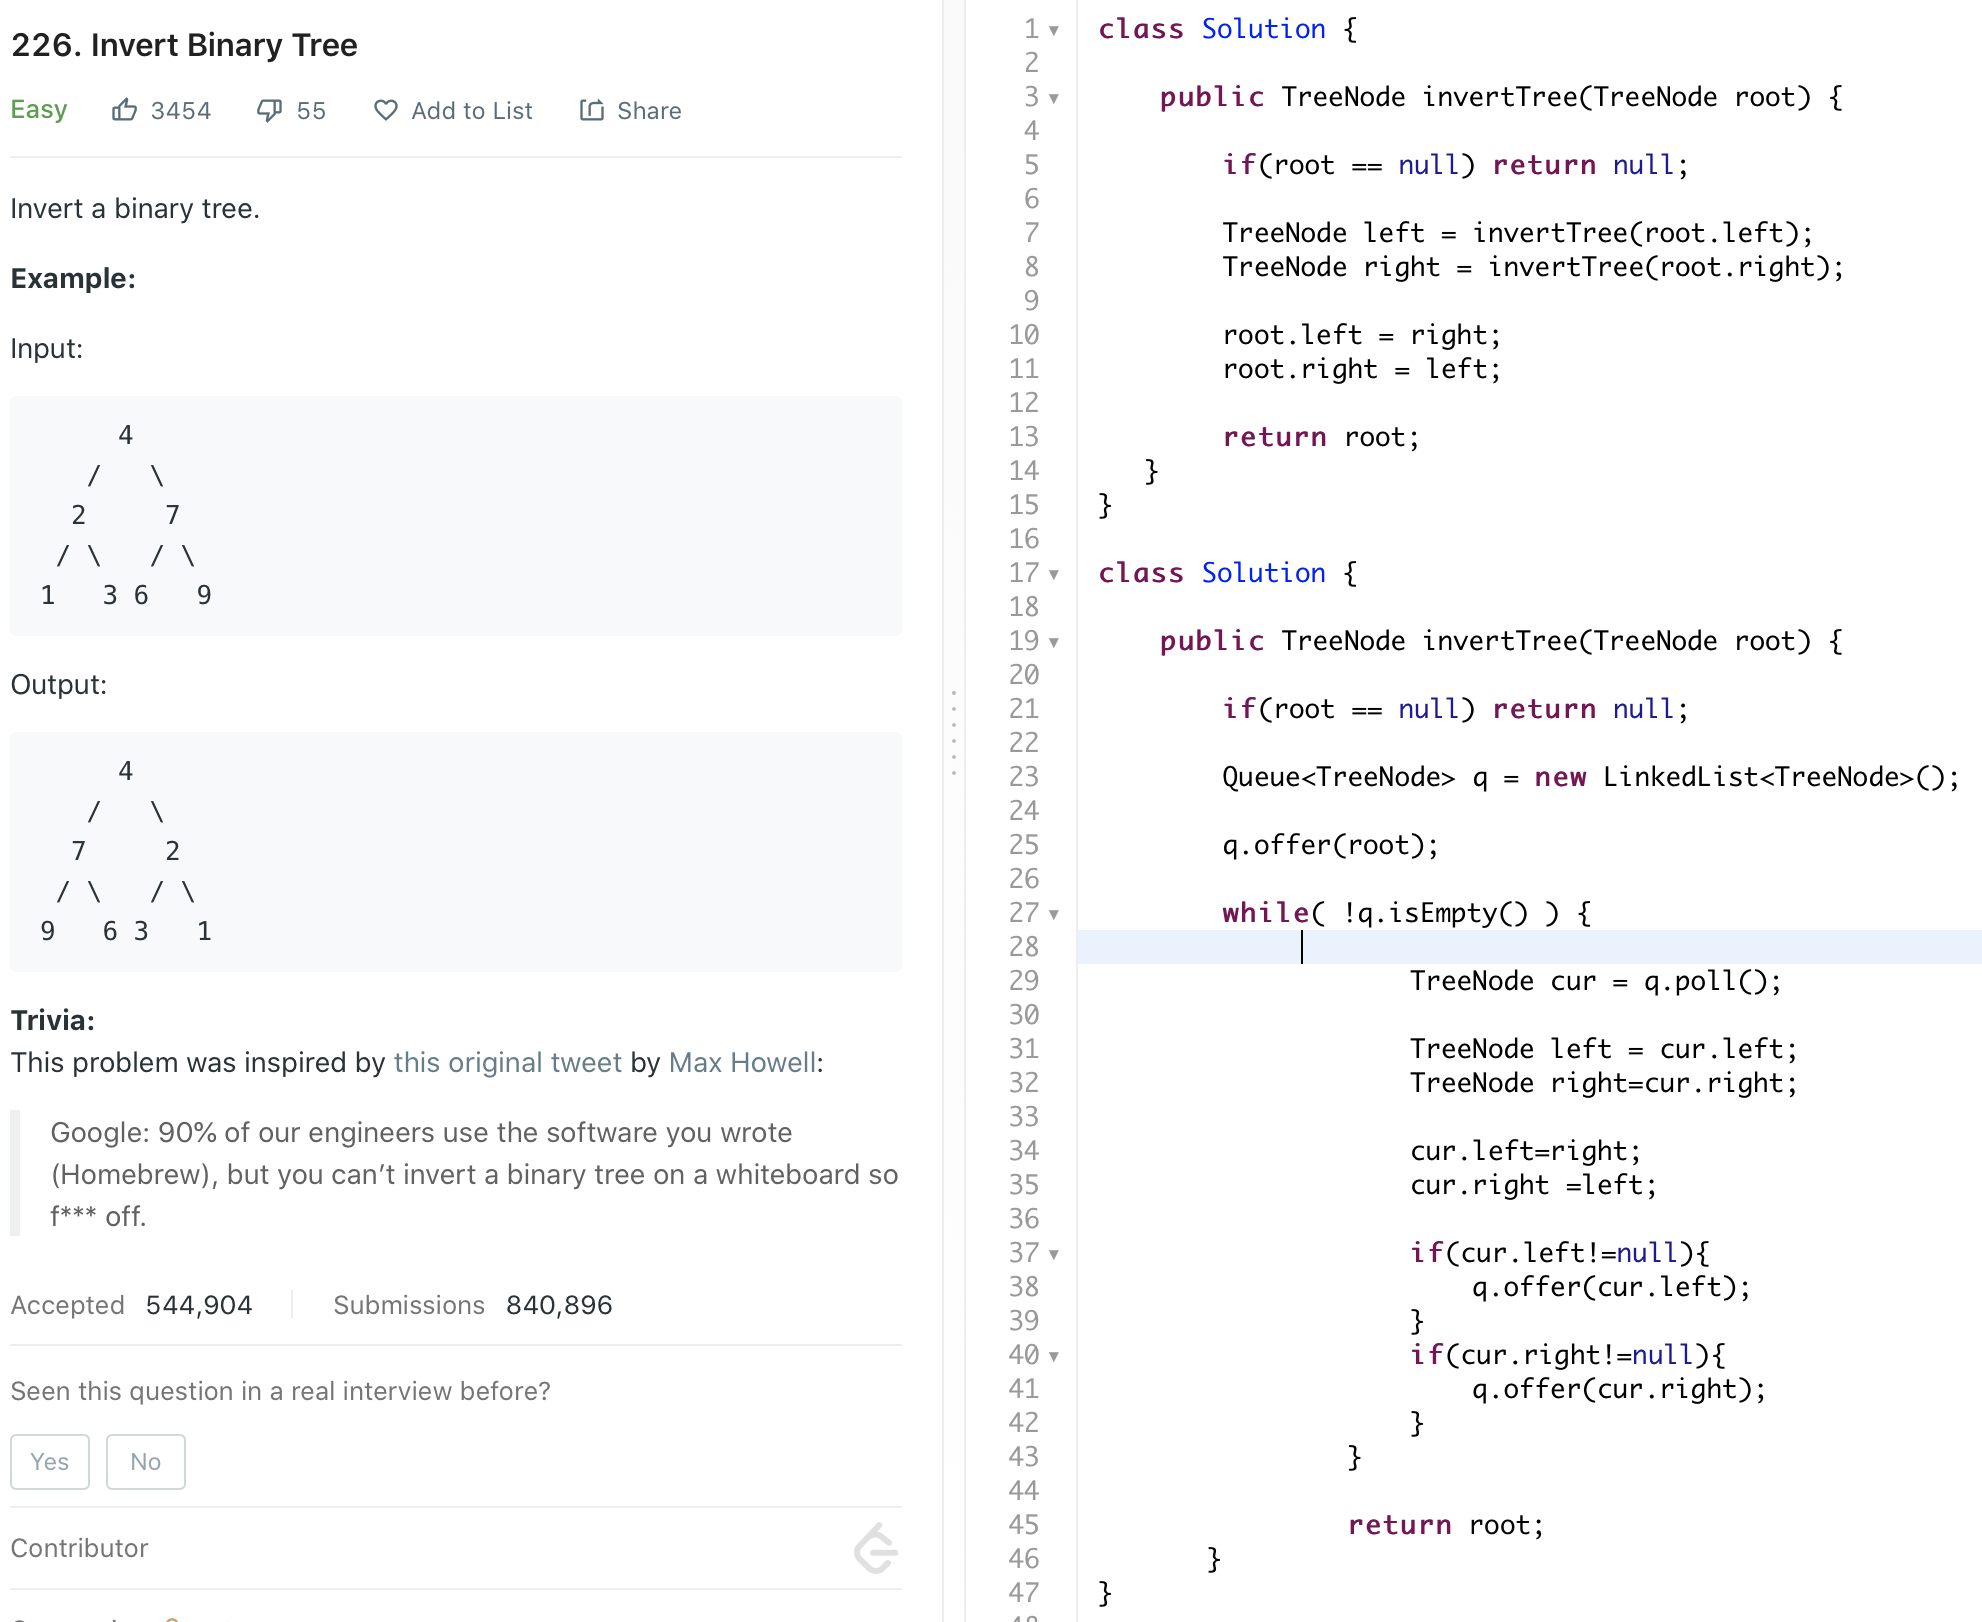 226. Invert Binary Tree
Easy 3454 55 Add to List Share
Invert a binary tree.
Example:
Input:
     4
   /   \
  2     7
 / \   / \
1   3 6   9
Output:
     4
   /   \
  7     2
 / \   / \
9   6 3   1
Trivia:
This problem was inspired by this original tweet by Max Howell:
Google: 90% of our engineers use the software you wrote
(Homebrew), but you can’t invert a binary tree on a whiteboard so
f*** off.
Accepted 544,904 Submissions 840,896
Seen this question in a real interview before?
Yes No
Contributor
1 class Solution {
2
3     public TreeNode invertTree(TreeNode root) {
4
5         if(root == null) return null;
6
7         TreeNode left = invertTree(root.left);
8         TreeNode right = invertTree(root.right);
9
10         root.left = right;
11         root.right = left;
12
13         return root;
14    }
15 }
16
17 class Solution {
18
19     public TreeNode invertTree(TreeNode root) {
20
21         if(root == null) return null;
22
23         Queue<TreeNode> q = new LinkedList<TreeNode>();
24
25         q.offer(root);
26
27         while( !q.isEmpty() ) {
28
29                     TreeNode cur = q.poll();
30
31                     TreeNode left = cur.left;
32                     TreeNode right=cur.right;
33
34                     cur.left=right;
35                     cur.right =left;
36
37                     if(cur.left!=null){
38                         q.offer(cur.left);
39                     }
40                     if(cur.right!=null){
41                         q.offer(cur.right);
42                     }
43                 }
44
45                 return root;
46        }
47 }